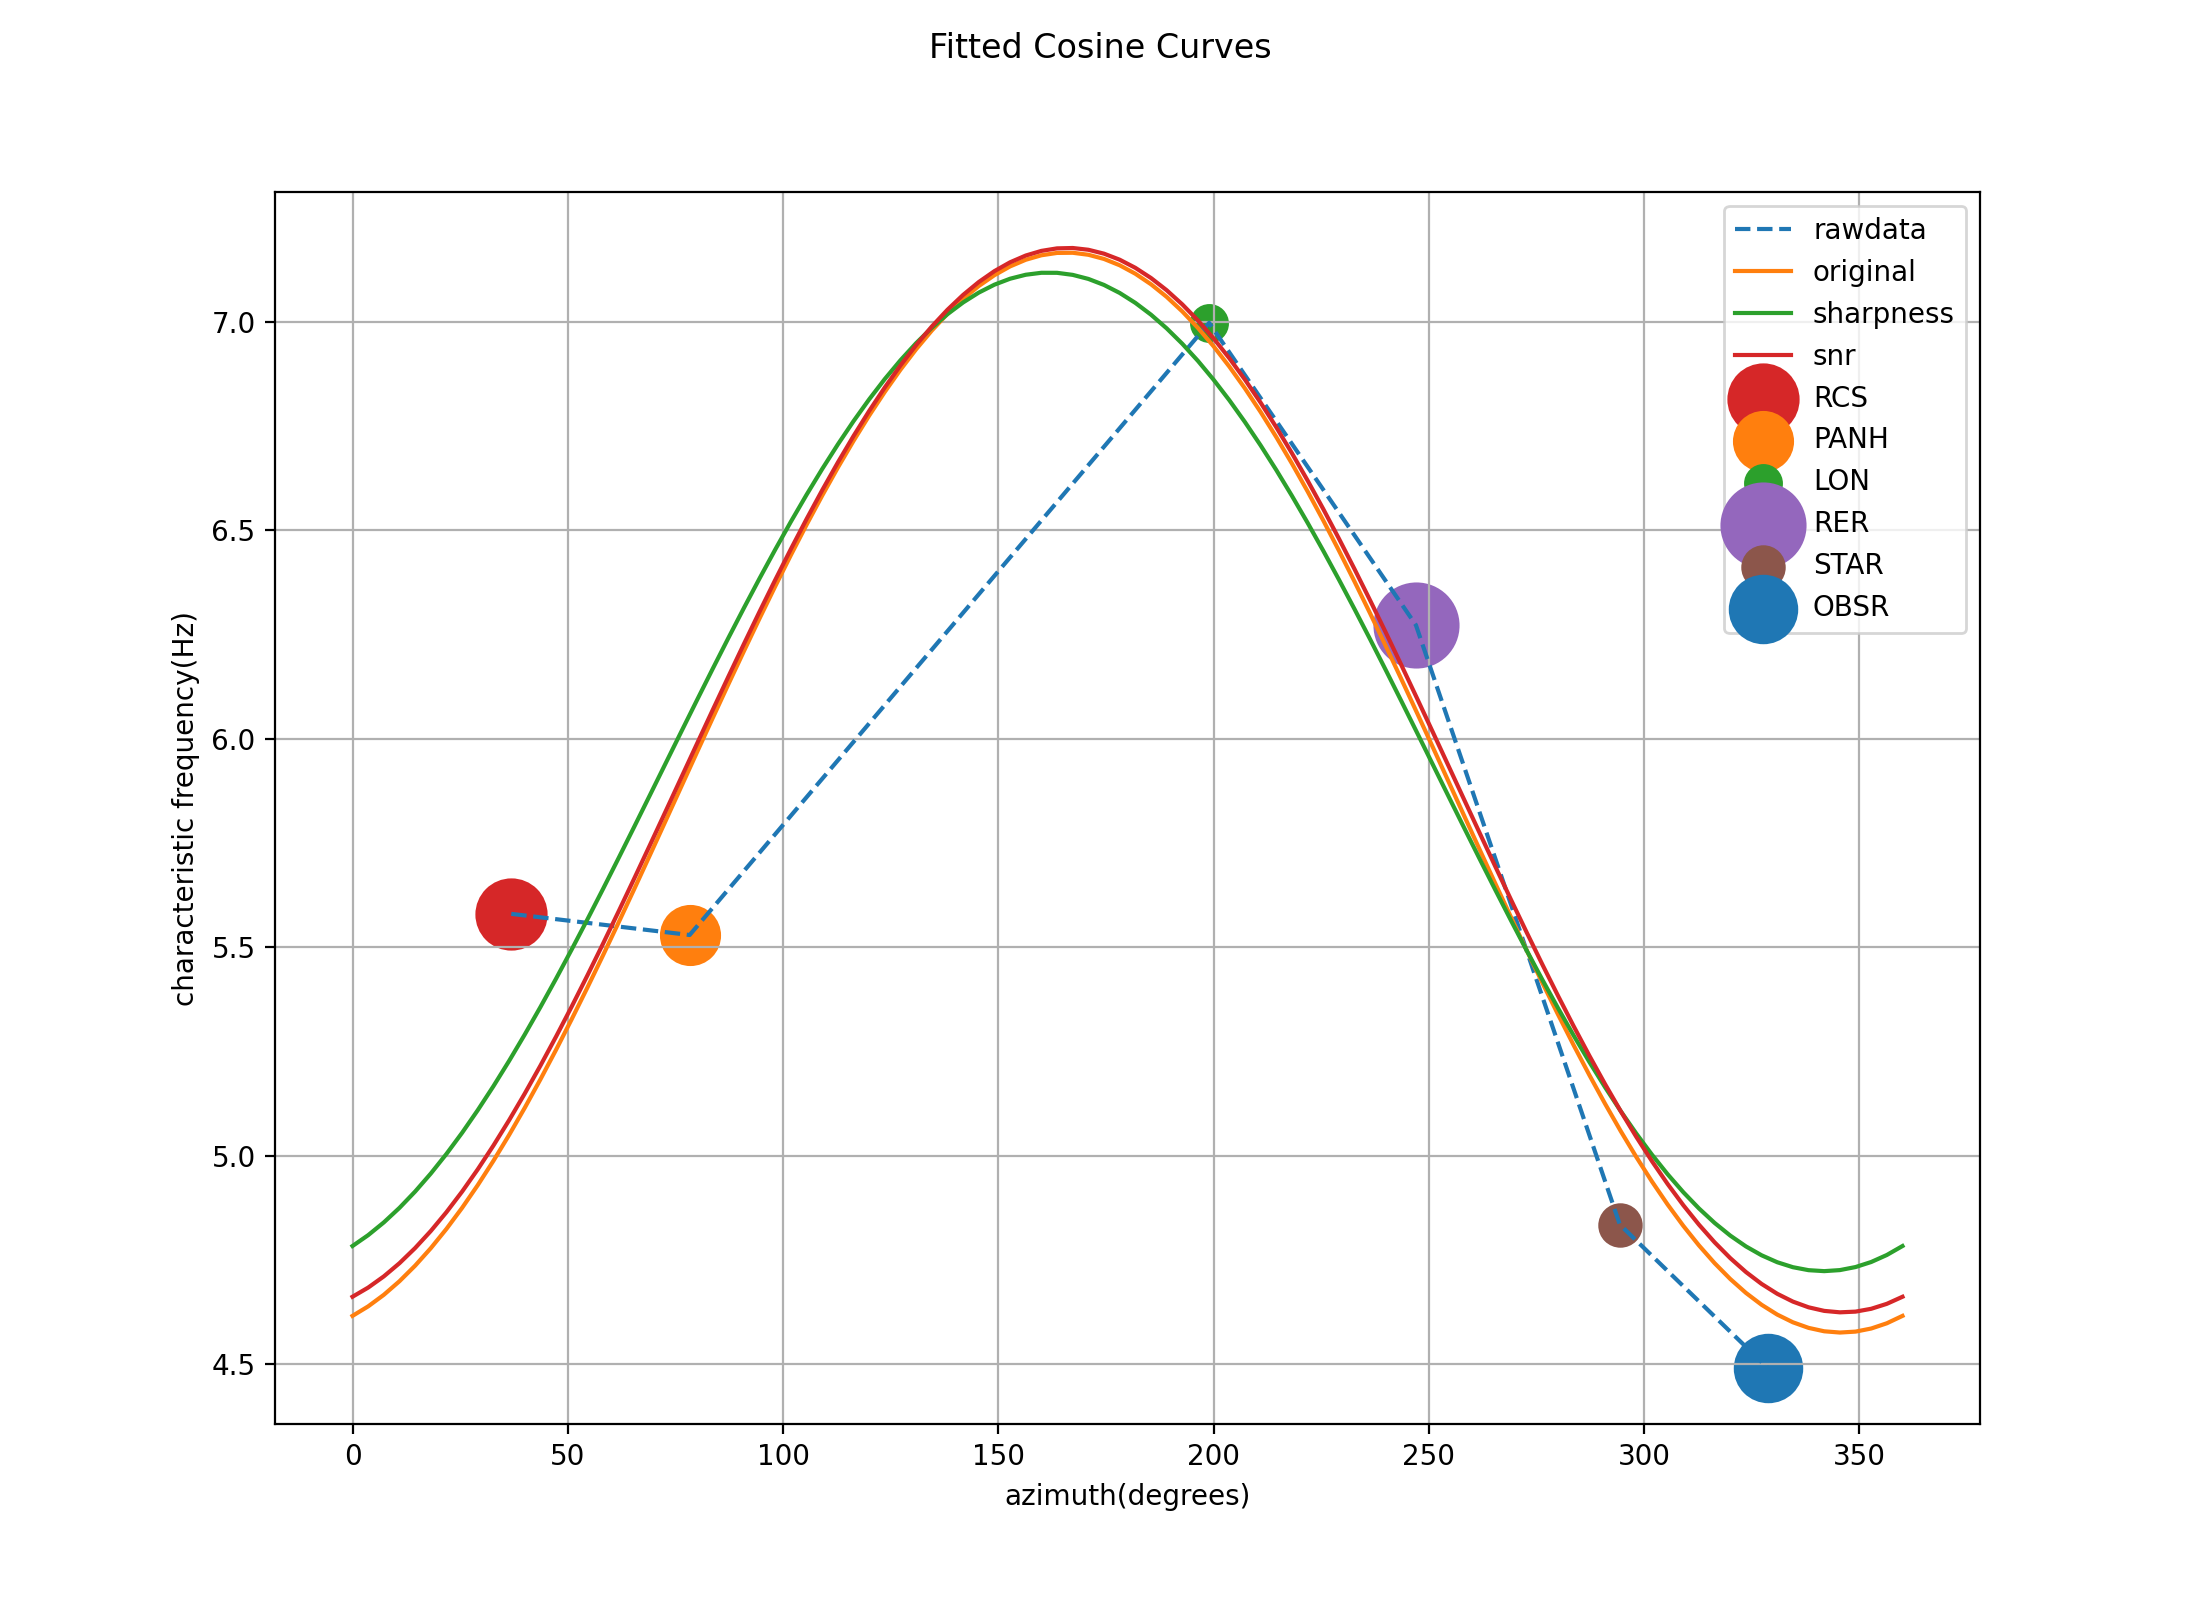 Fitted Cosine Curves
rawdata
original
sharpness
snr
RCS
PANH
LON
RER
STAR
OBSR
characteristic frequency(Hz)
7.0
6.5
6.0
5.5
5.0
4.5
0 50 100 150 200 250 300 350
azimuth(degrees)